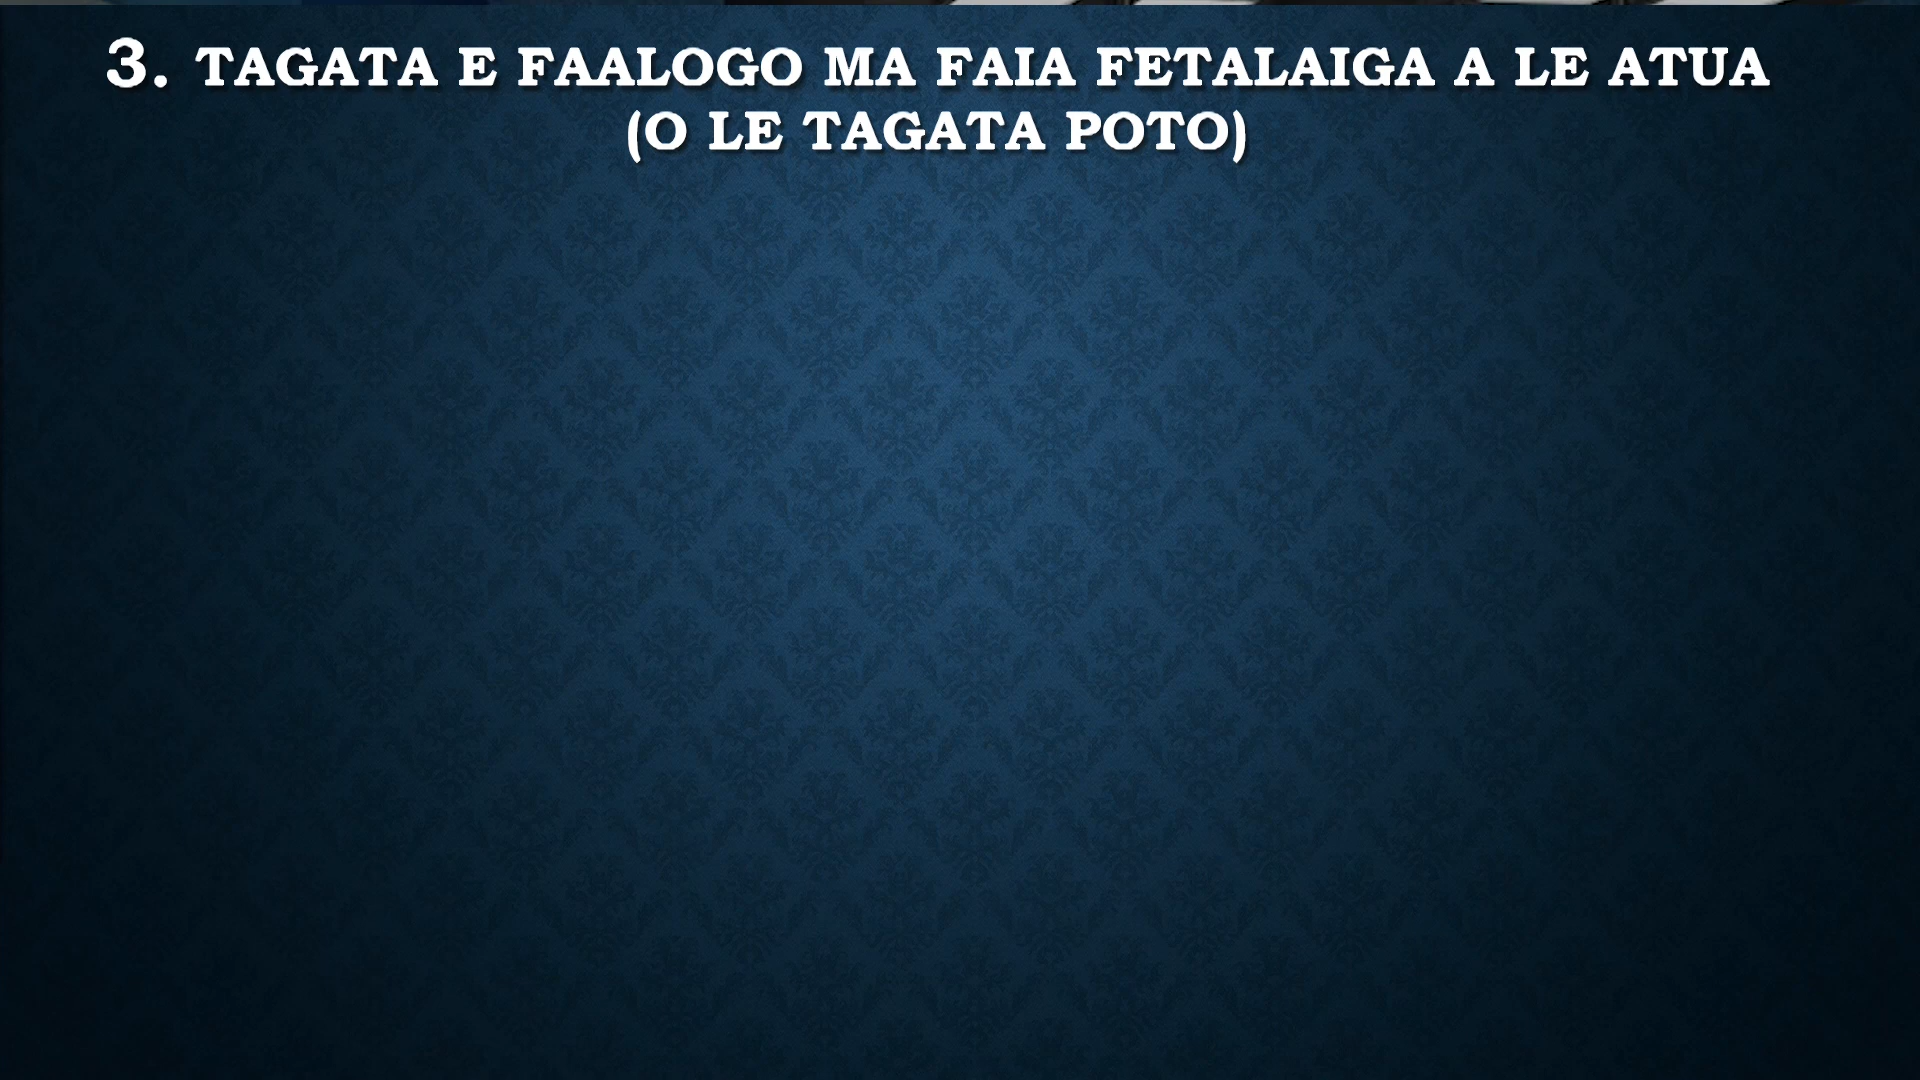 3. TAGATA E FAALOGO MA FAIA FETALAIGA A LE ATUA
(O LE TAGATA POTO)